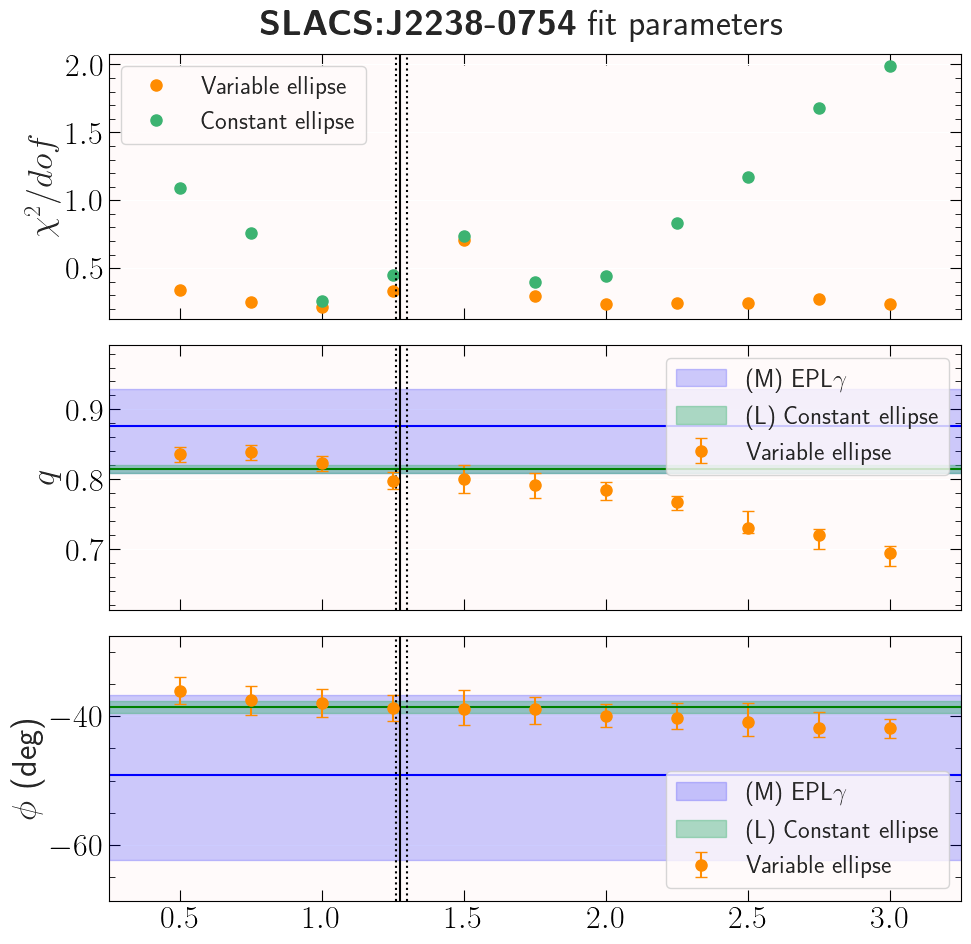 SLACS:J2238-0754 fit parameters
χ²/dof
2.0
1.5
1.0
0.5
Variable ellipse
Constant ellipse
q
0.9
0.8
0.7
(M) EPLγ
(L) Constant ellipse
Variable ellipse
ϕ (deg)
−40
−60
(M) EPLγ
(L) Constant ellipse
Variable ellipse
0.5 1.0 1.5 2.0 2.5 3.0